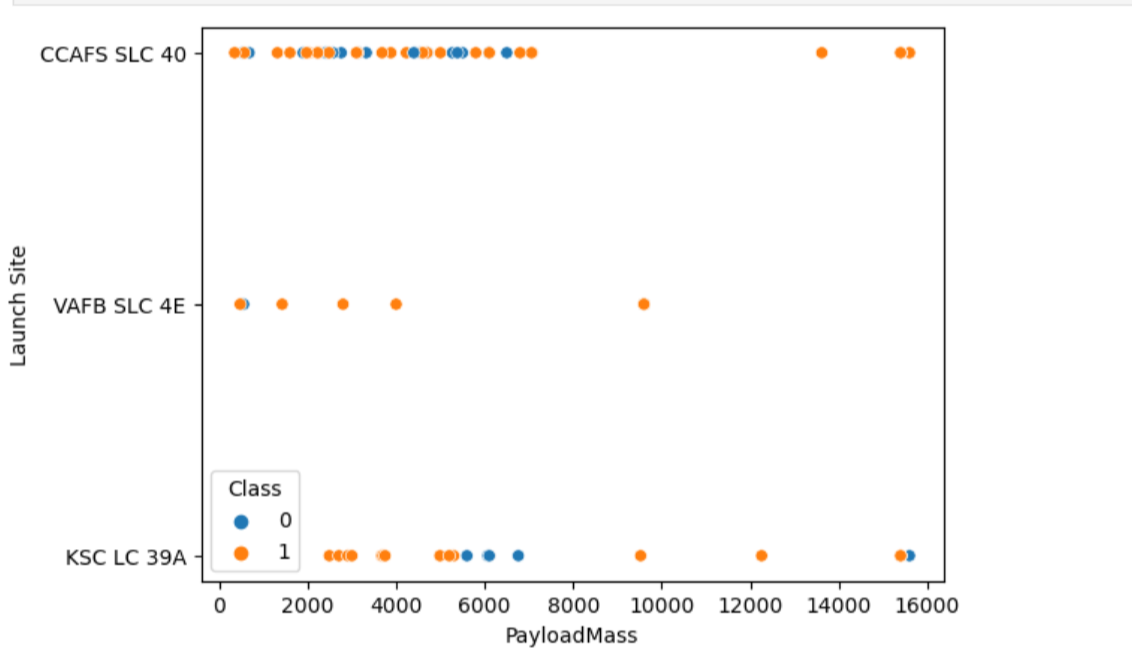 CCAFS SLC 40
VAFB SLC 4E
KSC LC 39A
Launch Site
Class
0
1
0 2000 4000 6000 8000 10000 12000 14000 16000
PayloadMass